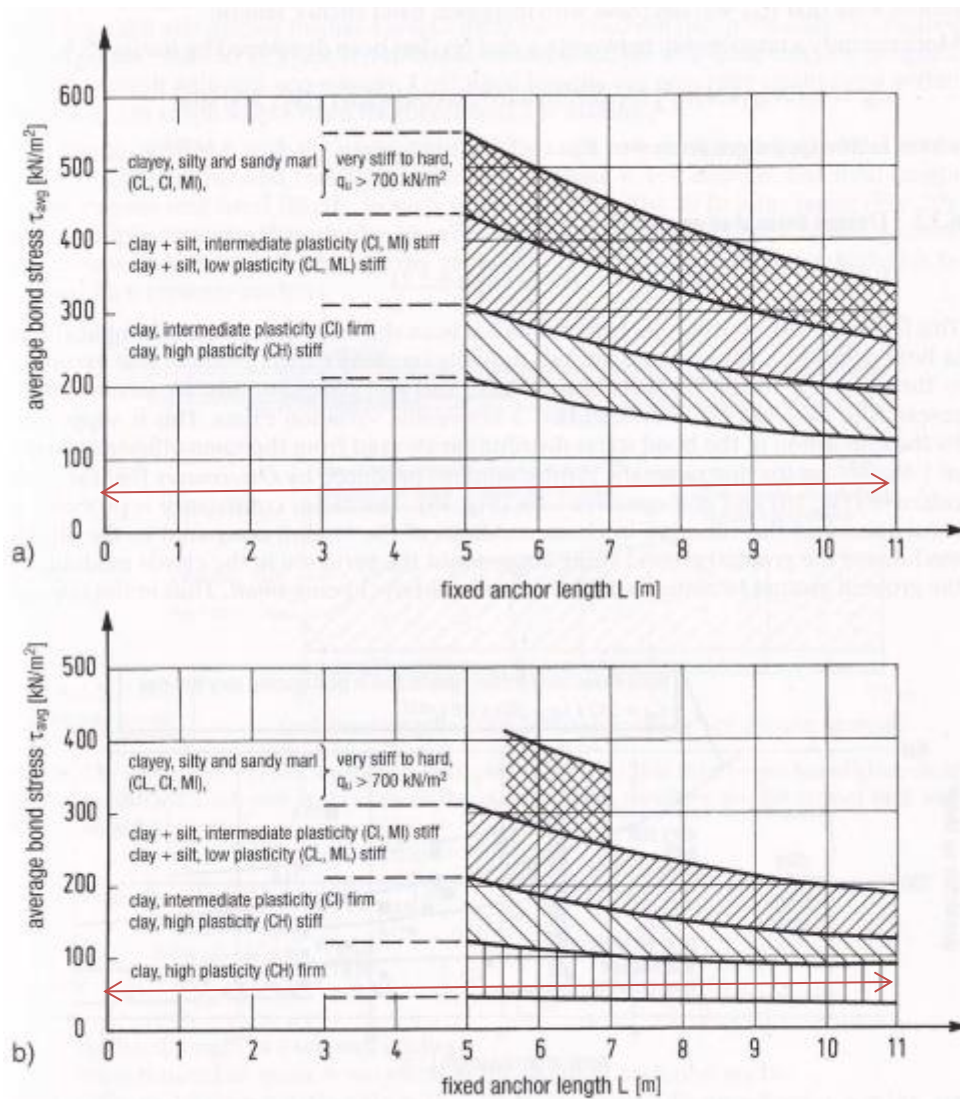 600
500
400
300
200
100
0
average bond stress τavg [kN/m²]
clayey, silty and sandy marl
(CL, CI, MI),
very stiff to hard,
qu > 700 kN/m²
clay + silt, intermediate plasticity (CI, MI) stiff
clay + silt, low plasticity (CL, ML) stiff
clay, intermediate plasticity (CI) firm
clay, high plasticity (CH) stiff
a)
0 1 2 3 4 5 6 7 8 9 10 11
fixed anchor length L [m]
500
400
300
200
100
0
average bond stress τavg [kN/m²]
clayey, silty and sandy marl
(CL, CI, MI),
very stiff to hard,
qu > 700 kN/m²
clay + silt, intermediate plasticity (CI, MI) stiff
clay + silt, low plasticity (CL, ML) stiff
clay, intermediate plasticity (CI) firm
clay, high plasticity (CH) stiff
clay, high plasticity (CH) firm
b)
0 1 2 3 4 5 6 7 8 9 10 11
fixed anchor length L [m]